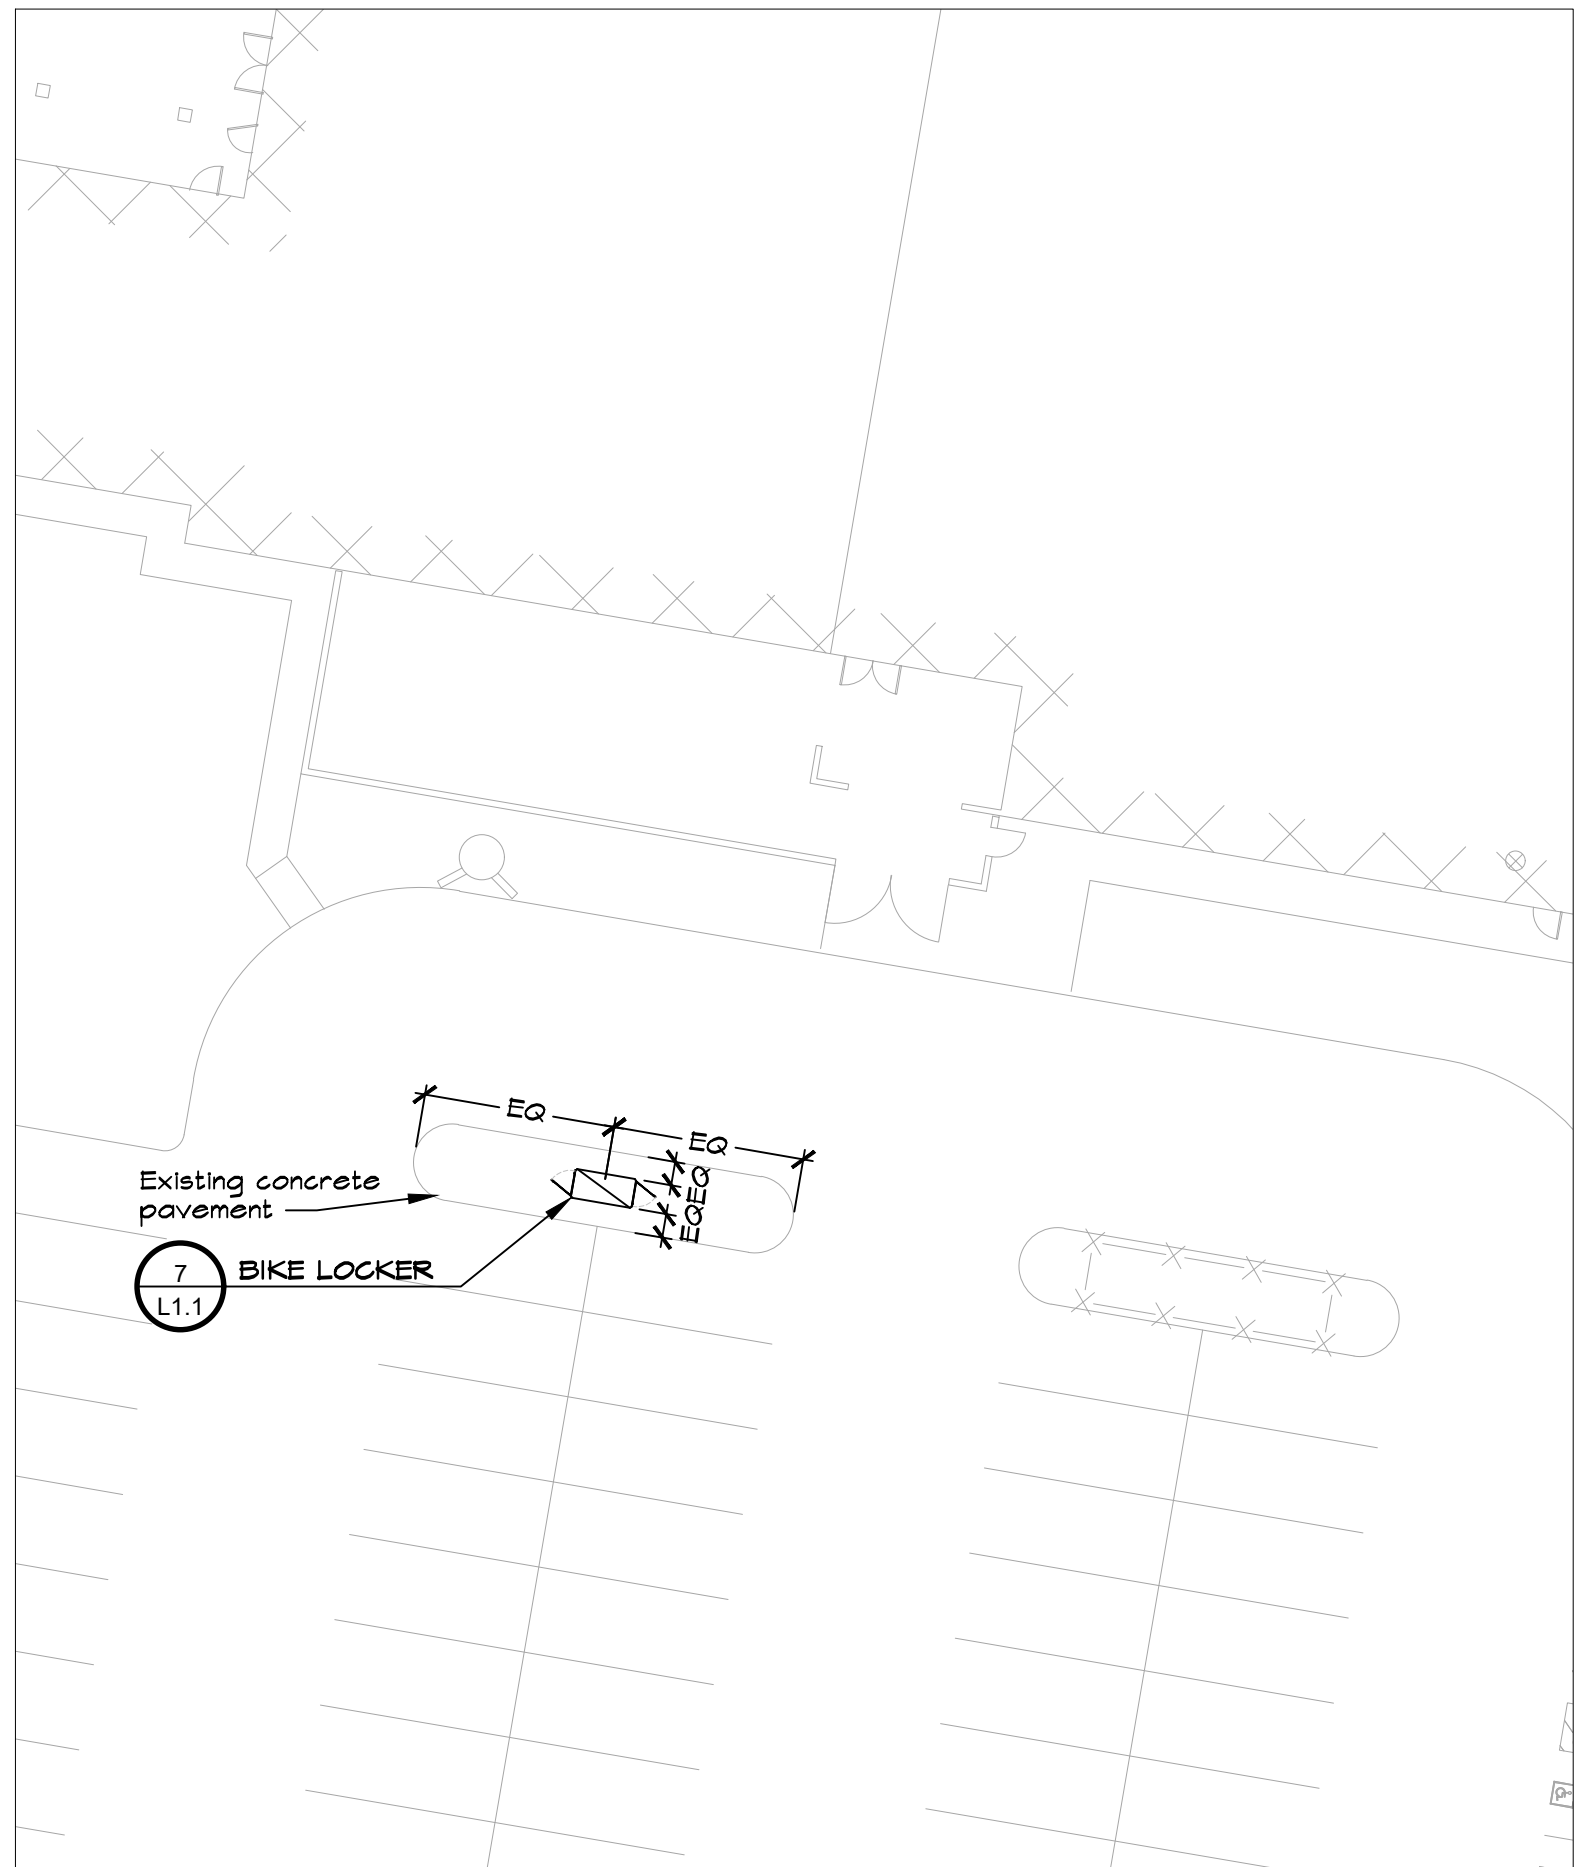 EQ
EQ
EQ
EQ
Existing concrete
pavement
7
BIKE LOCKER
L1.1